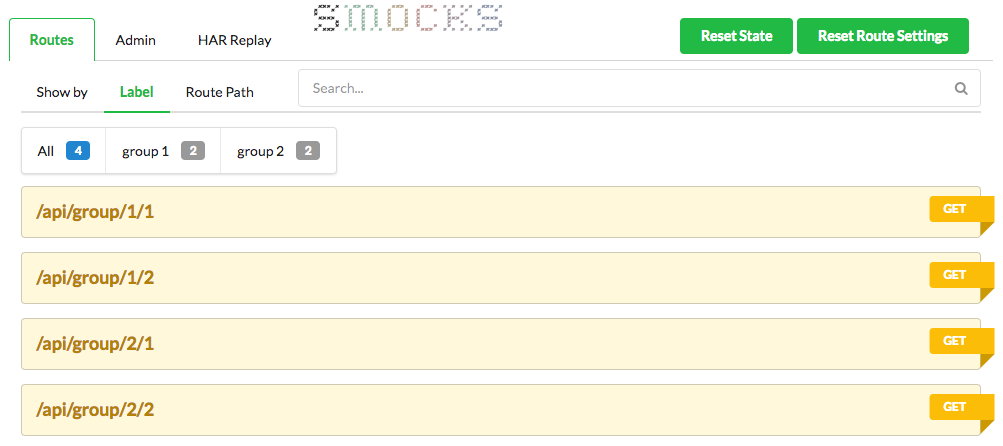 SMOCKS
Routes Admin HAR Replay Reset State Reset Route Settings
Show by Label Route Path Search...
All 4 group 1 2 group 2 2
/api/group/1/1 GET
/api/group/1/2 GET
/api/group/2/1 GET
/api/group/2/2 GET